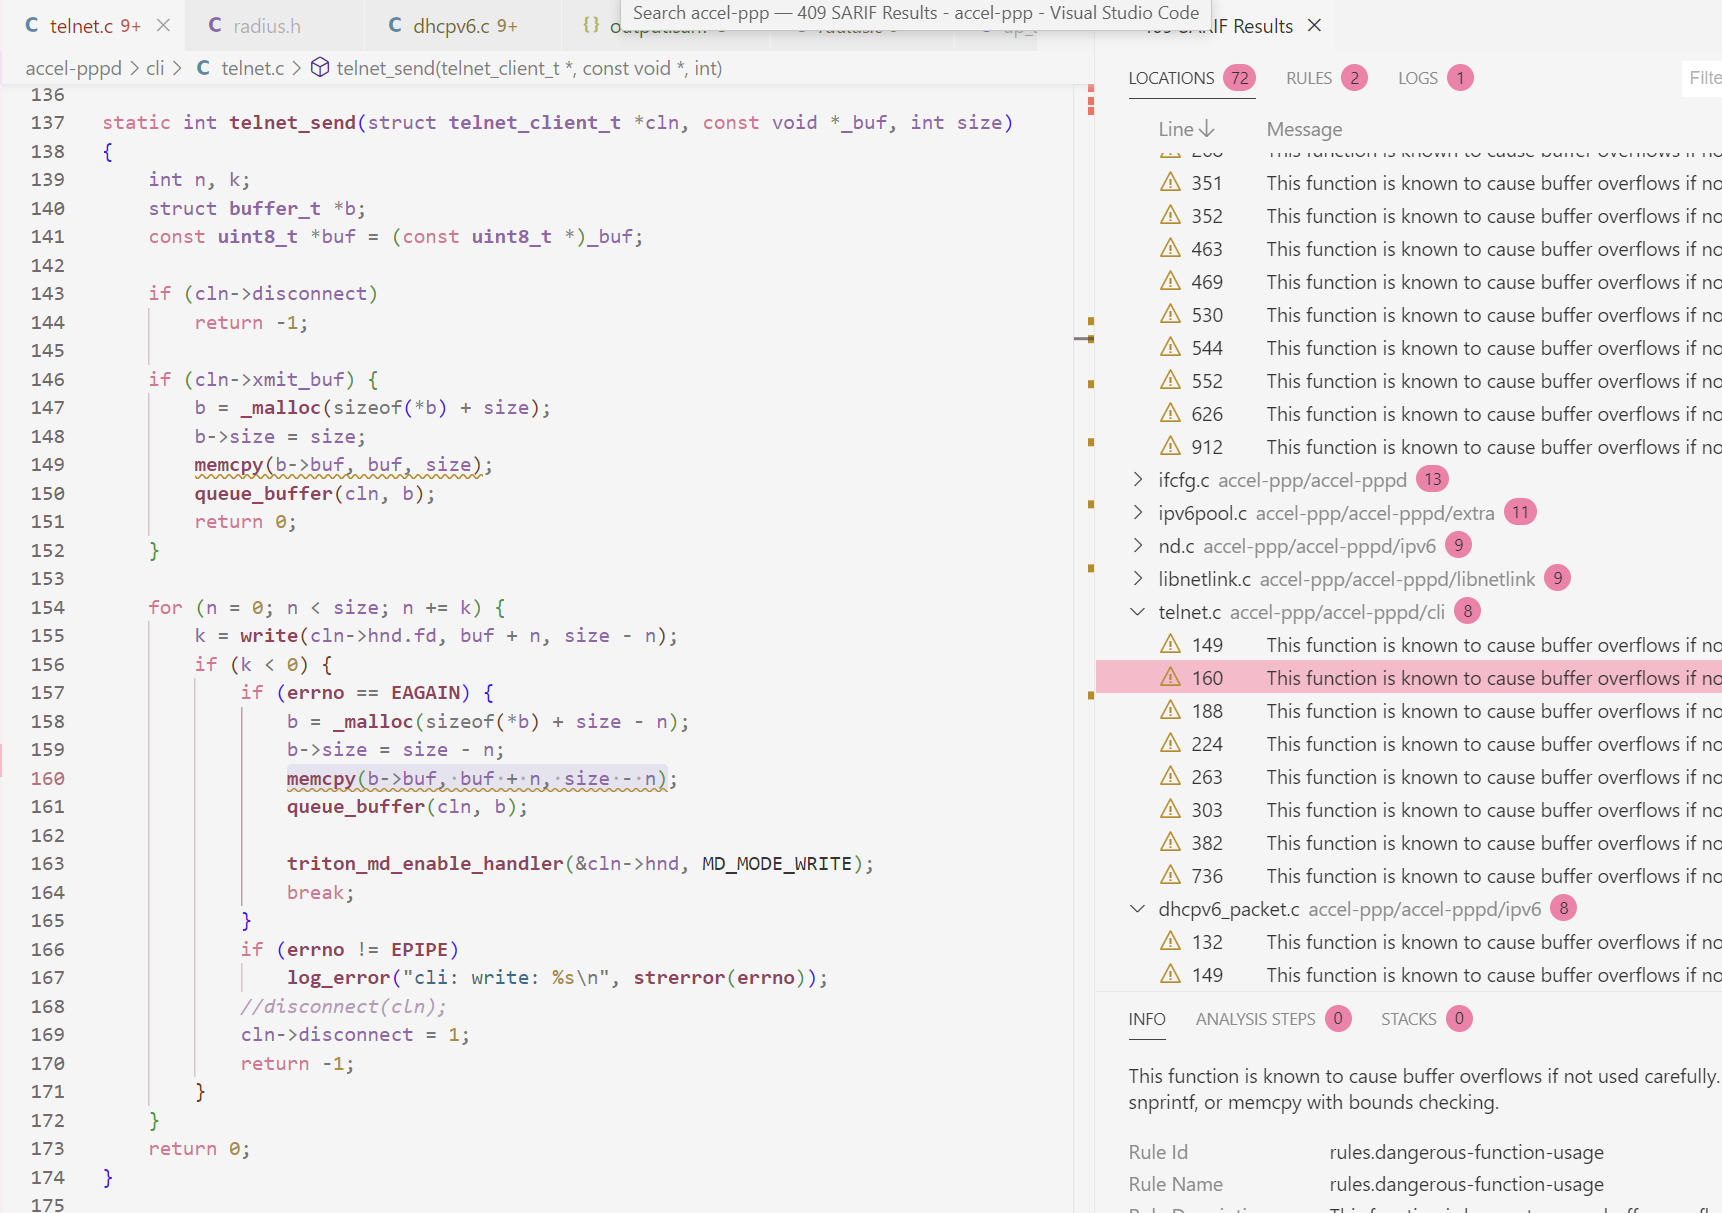 Search accel-ppp — 409 SARIF Results - accel-ppp - Visual Studio Code
C telnet.c 9+ ×
C radius.h
C dhcpv6.c 9+
{}
SARIF Results ×
accel-pppd > cli > C telnet.c > telnet_send(telnet_client_t *, const void *, int)
136
137 static int telnet_send(struct telnet_client_t *cln, const void *_buf, int size)
138 {
139 int n, k;
140 struct buffer_t *b;
141 const uint8_t *buf = (const uint8_t *)_buf;
142
143 if (cln->disconnect)
144 return -1;
145
146 if (cln->xmit_buf) {
147 b = _malloc(sizeof(*b) + size);
148 b->size = size;
149 memcpy(b->buf, buf, size);
150 queue_buffer(cln, b);
151 return 0;
152 }
153
154 for (n = 0; n < size; n += k) {
155 k = write(cln->hnd.fd, buf + n, size - n);
156 if (k < 0) {
157 if (errno == EAGAIN) {
158 b = _malloc(sizeof(*b) + size - n);
159 b->size = size - n;
160 memcpy(b->buf, buf + n, size - n);
161 queue_buffer(cln, b);
162
163 triton_md_enable_handler(&cln->hnd, MD_MODE_WRITE);
164 break;
165 }
166 if (errno != EPIPE)
167 log_error("cli: write: %s\n", strerror(errno));
168 //disconnect(cln);
169 cln->disconnect = 1;
170 return -1;
171 }
172 }
173 return 0;
174 }
175
LOCATIONS 72 RULES 2 LOGS 1 Filte
Line ↓ Message
351 This function is known to cause buffer overflows if no
352 This function is known to cause buffer overflows if no
463 This function is known to cause buffer overflows if no
469 This function is known to cause buffer overflows if no
530 This function is known to cause buffer overflows if no
544 This function is known to cause buffer overflows if no
552 This function is known to cause buffer overflows if no
626 This function is known to cause buffer overflows if no
912 This function is known to cause buffer overflows if no
ifcfg.c accel-ppp/accel-pppd 13
ipv6pool.c accel-ppp/accel-pppd/extra 11
nd.c accel-ppp/accel-pppd/ipv6 9
libnetlink.c accel-ppp/accel-pppd/libnetlink 9
telnet.c accel-ppp/accel-pppd/cli 8
149 This function is known to cause buffer overflows if no
160 This function is known to cause buffer overflows if no
188 This function is known to cause buffer overflows if no
224 This function is known to cause buffer overflows if no
263 This function is known to cause buffer overflows if no
303 This function is known to cause buffer overflows if no
382 This function is known to cause buffer overflows if no
736 This function is known to cause buffer overflows if no
dhcpv6_packet.c accel-ppp/accel-pppd/ipv6 8
132 This function is known to cause buffer overflows if no
149 This function is known to cause buffer overflows if no
INFO ANALYSIS STEPS 0 STACKS 0
This function is known to cause buffer overflows if not used carefully.
snprintf, or memcpy with bounds checking.
Rule Id rules.dangerous-function-usage
Rule Name rules.dangerous-function-usage